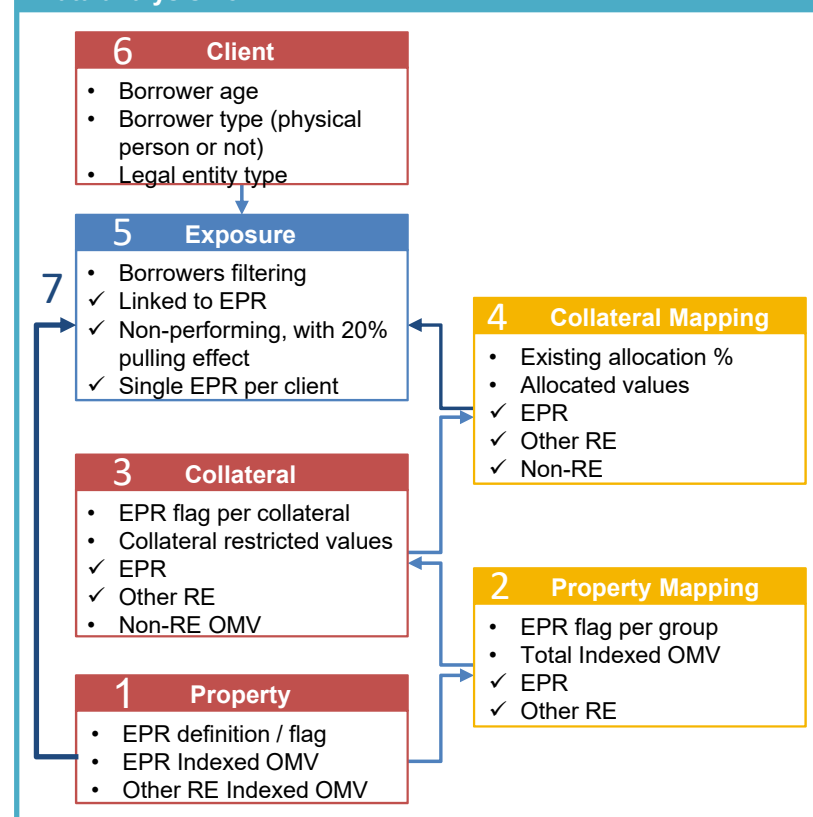 6 Client
• Borrower age
• Borrower type (physical
person or not)
• Legal entity type
5 Exposure
• Borrowers filtering
✓ Linked to EPR
✓ Non-performing, with 20%
pulling effect
✓ Single EPR per client
7
4 Collateral Mapping
• Existing allocation %
• Allocated values
✓ EPR
✓ Other RE
✓ Non-RE
3 Collateral
• EPR flag per collateral
• Collateral restricted values
✓ EPR
✓ Other RE
• Non-RE OMV
2 Property Mapping
• EPR flag per group
• Total Indexed OMV
✓ EPR
✓ Other RE
1 Property
• EPR definition / flag
• EPR Indexed OMV
• Other RE Indexed OMV